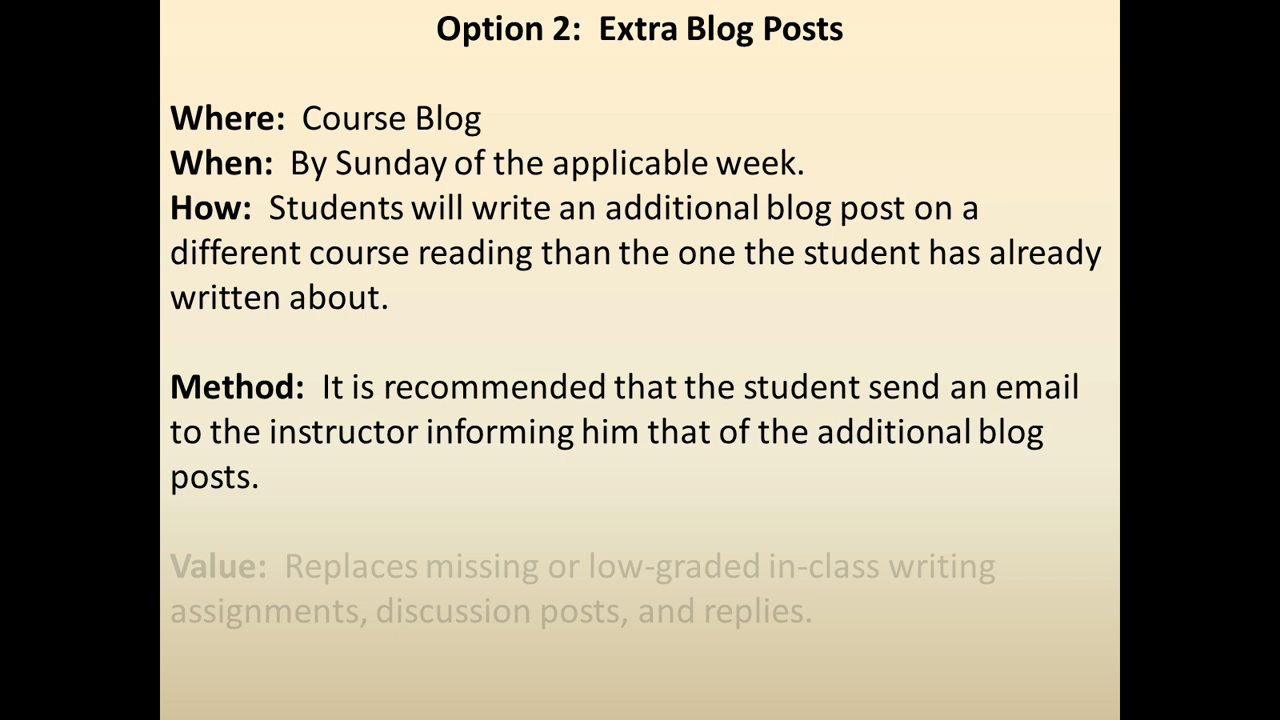 Option 2:  Extra Blog Posts
Where:  Course Blog
When:  By Sunday of the applicable week.
How:  Students will write an additional blog post on a
different course reading than the one the student has already
written about.
Method:  It is recommended that the student send an email
to the instructor informing him that of the additional blog
posts.
Value:  Replaces missing or low-graded in-class writing
assignments, discussion posts, and replies.